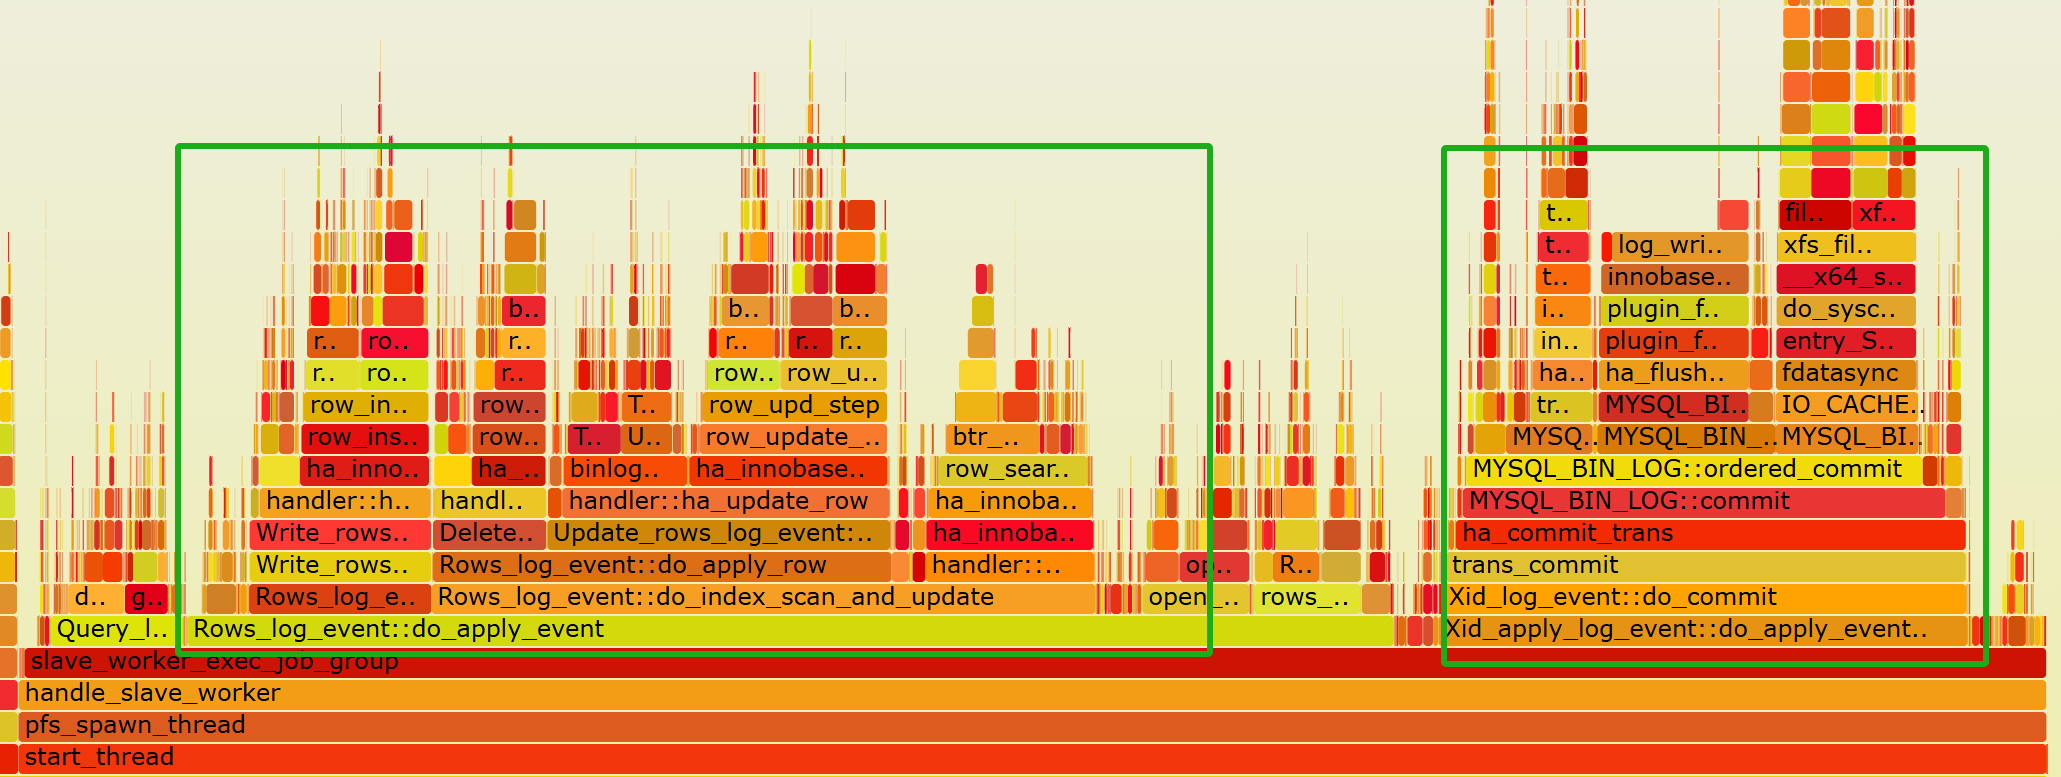 t.. fil.. xf..
t.. log_wri.. xfs_fil..
t.. innobase.. __x64_s..
b.. b.. b.. i.. plugin_f.. do_sysc..
r.. ro.. r.. r.. r.. r.. in.. plugin_f.. entry_S..
r.. ro.. r.. row.. row_u.. ha.. ha_flush.. fdatasync
row_in.. row.. T.. row_upd_step tr.. MYSQL_BI.. IO_CACHE..
row_ins.. row.. T.. U.. row_update_.. btr_.. MYSQ.. MYSQL_BIN_.. MYSQL_BI..
ha_inno.. ha_.. binlog.. ha_innobase.. row_sear.. MYSQL_BIN_LOG::ordered_commit
handler::h.. handl.. handler::ha_update_row ha_innoba.. MYSQL_BIN_LOG::commit
Write_rows.. Delete.. Update_rows_log_event::.. ha_innoba.. ha_commit_trans
Write_rows.. Rows_log_event::do_apply_row handler::.. op.. R.. trans_commit
d.. g.. Rows_log_e.. Rows_log_event::do_index_scan_and_update open_.. rows_.. Xid_log_event::do_commit
Query_l.. Rows_log_event::do_apply_event Xid_apply_log_event::do_apply_event..
slave_worker_exec_job_group
handle_slave_worker
pfs_spawn_thread
start_thread